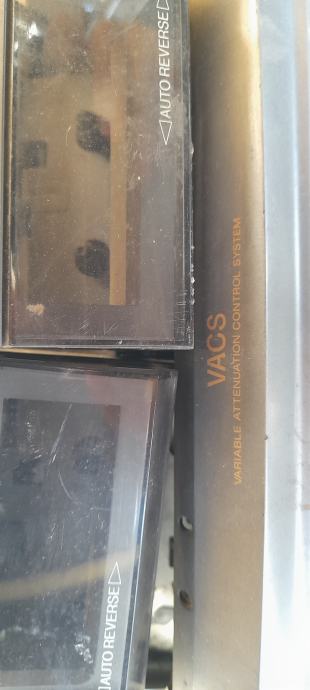 ◁AUTO REVERSE▷
VACS
VARIABLE ATTENUATION CONTROL SYSTEM
AUTO REVERSE▷